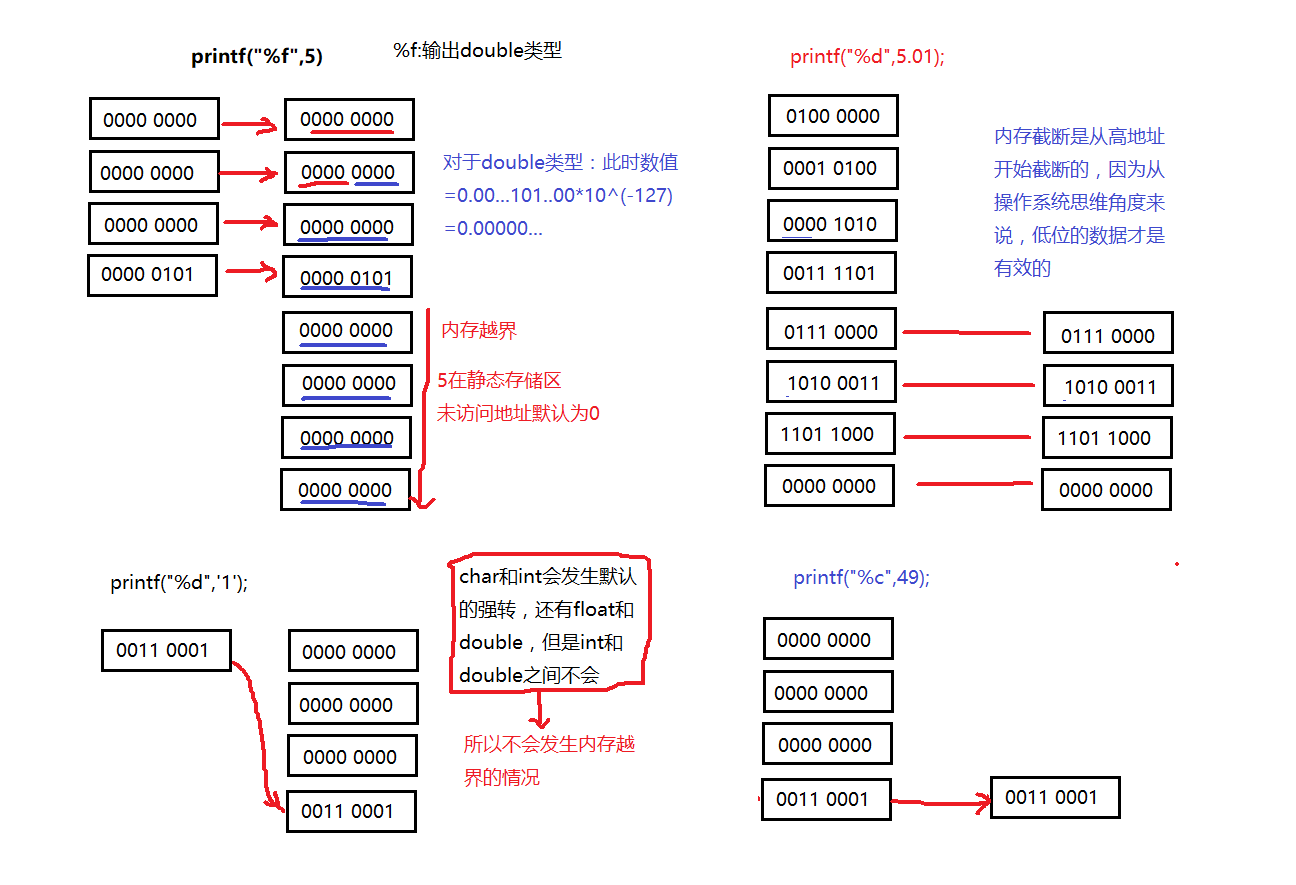 printf("%f",5)
%f:输出double类型
0000 0000
0000 0000
0000 0000
0000 0101
0000 0000
0000 0000
0000 0000
0000 0101
0000 0000
0000 0000
0000 0000
0000 0000
对于double类型：此时数值
=0.00...101..00*10^(-127)
=0.00000...
内存越界
5在静态存储区
未访问地址默认为0
printf("%d",5.01);
0100 0000
0001 0100
0000 1010
0011 1101
0111 0000
1010 0011
1101 1000
0000 0000
0111 0000
1010 0011
1101 1000
0000 0000
内存截断是从高地址
开始截断的，因为从
操作系统思维角度来
说，低位的数据才是
有效的
printf("%d",'1');
0011 0001
0000 0000
0000 0000
0000 0000
0011 0001
char和int会发生默认
的强转，还有float和
double，但是int和
double之间不会
所以不会发生内存越
界的情况
printf("%c",49);
0000 0000
0000 0000
0000 0000
0011 0001
0011 0001